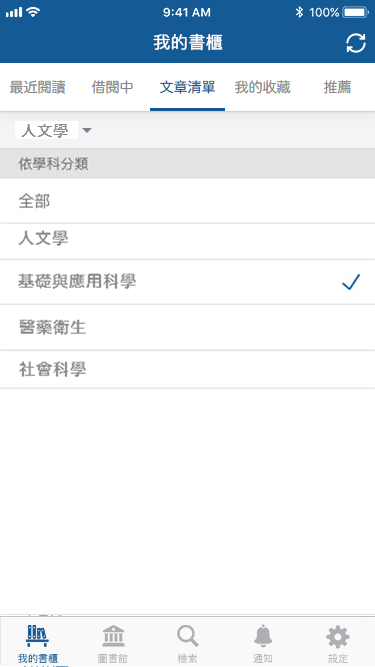 9:41 AM 100%
我的書櫃
最近閱讀 借閱中 文章清單 我的收藏 推薦
人文學
依學科分類
全部
人文學
基礎與應用科學
醫藥衛生
社會科學
我的書櫃 圖書館 檢索 通知 設定